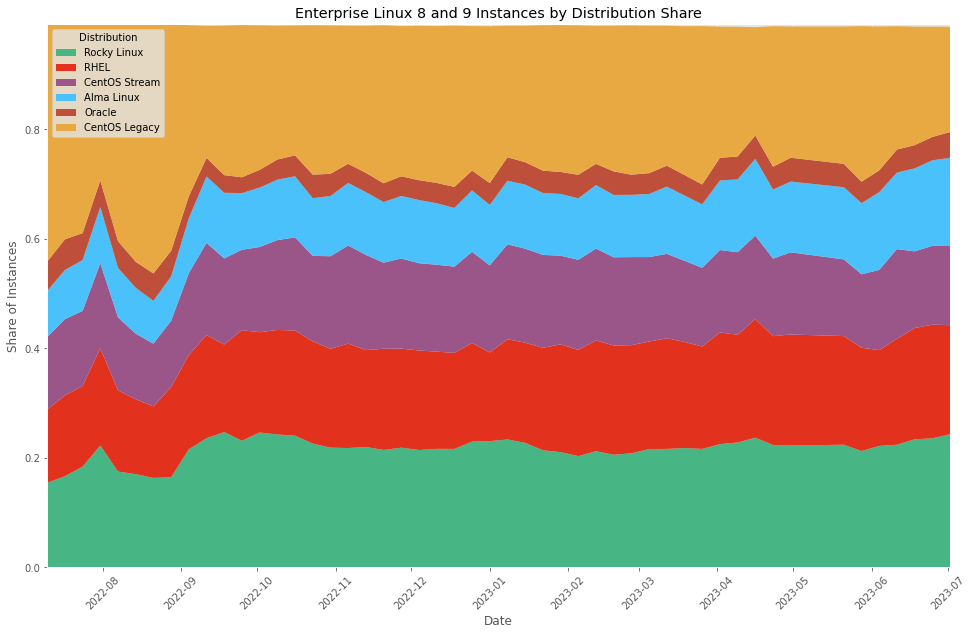 Enterprise Linux 8 and 9 Instances by Distribution Share
Distribution
Rocky Linux
RHEL
CentOS Stream
Alma Linux
Oracle
CentOS Legacy
Share of Instances
0.8
0.6
0.4
0.2
0.0
2022-08
2022-09
2022-10
2022-11
2022-12
2023-01
2023-02
2023-03
2023-04
2023-05
2023-06
2023-07
Date